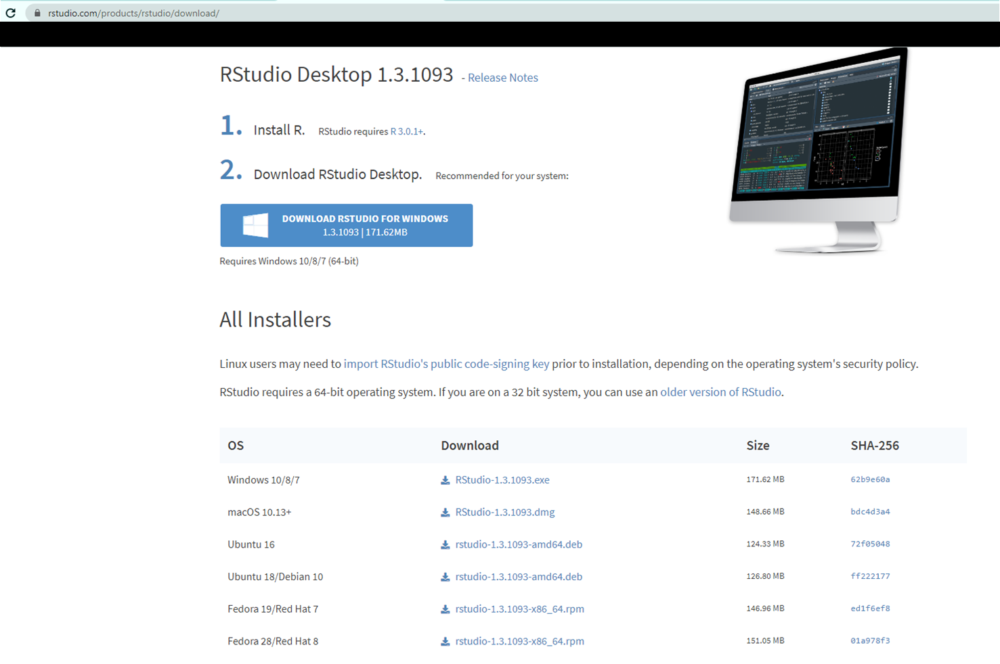 rstudio.com/products/rstudio/download/
RStudio Desktop 1.3.1093 - Release Notes
1. Install R. RStudio requires R 3.0.1+.
2. Download RStudio Desktop. Recommended for your system:
DOWNLOAD RSTUDIO FOR WINDOWS
1.3.1093 | 171.62MB
Requires Windows 10/8/7 (64-bit)
All Installers
Linux users may need to import RStudio's public code-signing key prior to installation, depending on the operating system's security policy.
RStudio requires a 64-bit operating system. If you are on a 32 bit system, you can use an older version of RStudio.
OS Download Size SHA-256
Windows 10/8/7 RStudio-1.3.1093.exe 171.62 MB 62b9e60a
macOS 10.13+ RStudio-1.3.1093.dmg 148.66 MB bdc4d3a4
Ubuntu 16 rstudio-1.3.1093-amd64.deb 124.33 MB 72f05048
Ubuntu 18/Debian 10 rstudio-1.3.1093-amd64.deb 126.80 MB ff222177
Fedora 19/Red Hat 7 rstudio-1.3.1093-x86_64.rpm 146.96 MB ed1f6ef8
Fedora 28/Red Hat 8 rstudio-1.3.1093-x86_64.rpm 151.05 MB 01a978f3